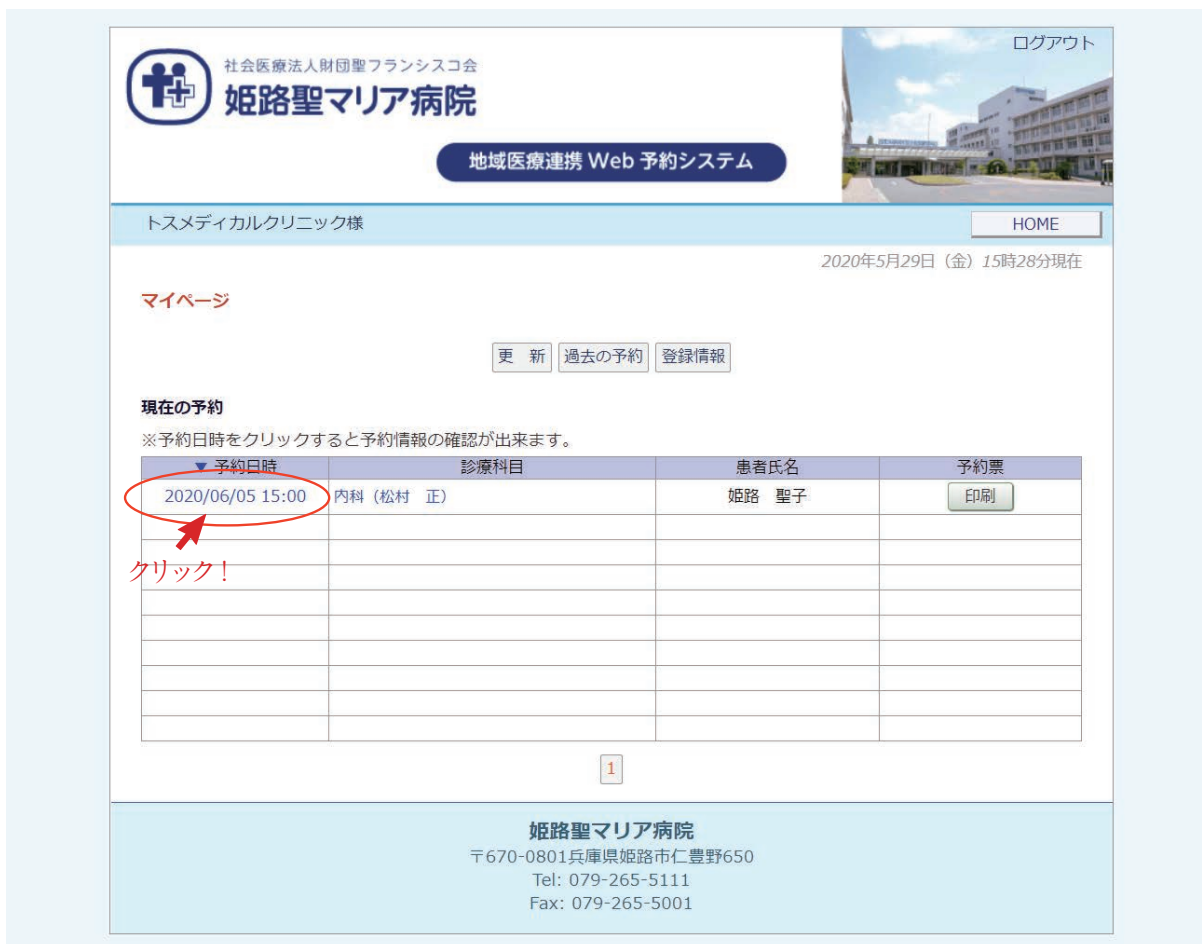 ログアウト
社会医療法人財団聖フランシスコ会
姫路聖マリア病院
地域医療連携 Web 予約システム
トスメディカルクリニック様
HOME
2020年5月29日（金）15時28分現在
マイページ
更　新 過去の予約 登録情報
現在の予約
※予約日時をクリックすると予約情報の確認が出来ます。
▼ 予約日時 診療科目 患者氏名 予約票
2020/06/05 15:00 内科（松村　正） 姫路　聖子 印刷
クリック！
1
姫路聖マリア病院
〒670-0801兵庫県姫路市仁豊野650
Tel: 079-265-5111
Fax: 079-265-5001